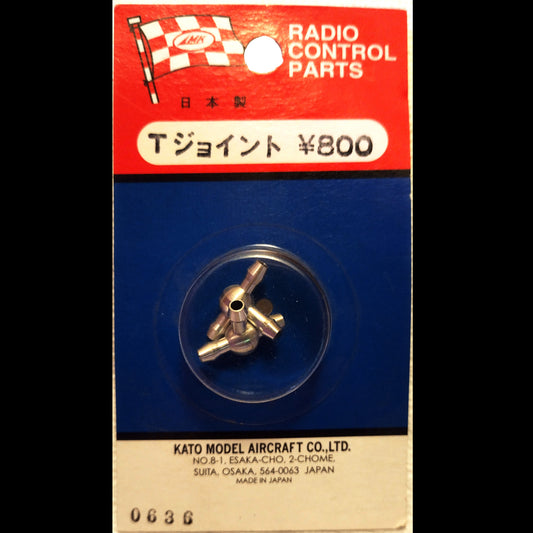 AMK
RADIO
CONTROL
PARTS
日本製
Tジョイント ¥800
KATO MODEL AIRCRAFT CO.,LTD.
NO.8-1, ESAKA-CHO, 2-CHOME,
SUITA, OSAKA, 564-0063 JAPAN
MADE IN JAPAN
0636